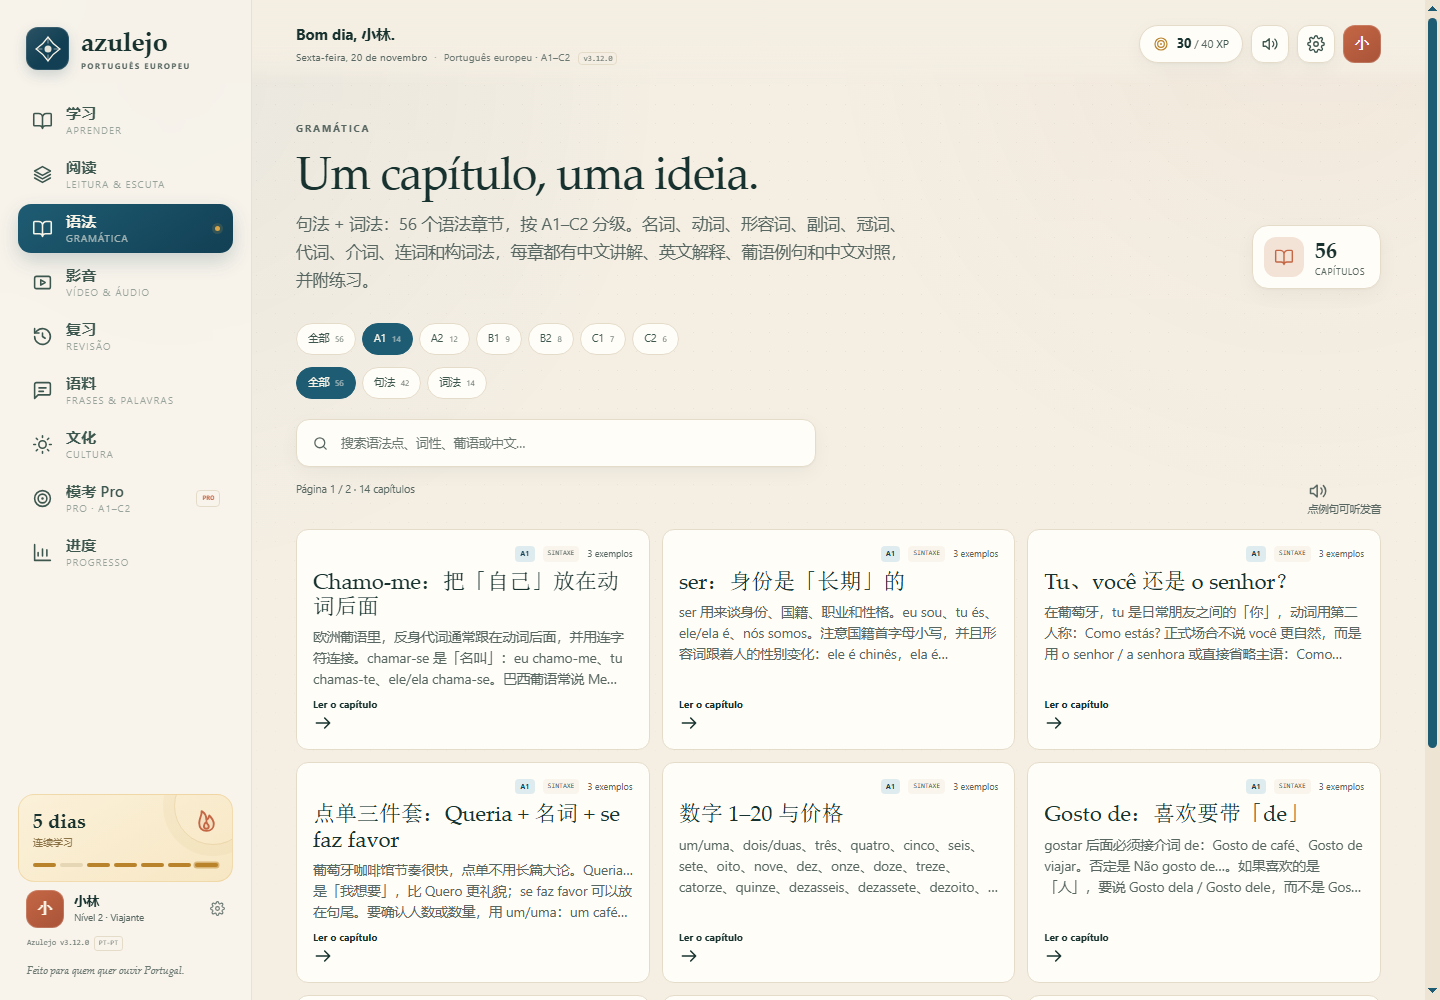 azulejo
PORTUGUÊS EUROPEU
学习
APRENDER
阅读
LEITURA & ESCUTA
语法
GRAMÁTICA
影音
VÍDEO & ÁUDIO
复习
REVISÃO
语料
FRASES & PALAVRAS
文化
CULTURA
模考 Pro
PRO · A1–C2
PRO
进度
PROGRESSO
5 dias
连续学习
小
小林
Nível 2 · Viajante
Azulejo v3.12.0 PT-PT
Feito para quem quer ouvir Portugal.
Bom dia, 小林.
Sexta-feira, 20 de novembro · Português europeu · A1–C2 v3.12.0
30 / 40 XP
小
GRAMÁTICA
Um capítulo, uma ideia.
句法 + 词法：56 个语法章节，按 A1–C2 分级。名词、动词、形容词、副词、冠词、
代词、介词、连词和构词法，每章都有中文讲解、英文解释、葡语例句和中文对照，
并附练习。
56
CAPÍTULOS
全部 56
A1 14
A2 12
B1 9
B2 8
C1 7
C2 6
全部 56
句法 42
词法 14
搜索语法点、词性、葡语或中文...
Página 1 / 2 · 14 capítulos
点例句可听发音
A1 SINTAXE 3 exemplos
Chamo-me：把「自己」放在动
词后面
欧洲葡语里，反身代词通常跟在动词后面，并用连字
符连接。chamar-se 是「名叫」：eu chamo-me、tu
chamas-te、ele/ela chama-se。巴西葡语常说 Me...
Ler o capítulo
A1 SINTAXE 3 exemplos
ser：身份是「长期」的
ser 用来谈身份、国籍、职业和性格。eu sou、tu és、
ele/ela é、nós somos。注意国籍首字母小写，并且形
容词跟着人的性别变化：ele é chinês，ela é...
Ler o capítulo
A1 SINTAXE 3 exemplos
Tu、você 还是 o senhor？
在葡萄牙，tu 是日常朋友之间的「你」，动词用第二
人称：Como estás? 正式场合不说 você 更自然，而是
用 o senhor / a senhora 或直接省略主语：Como...
Ler o capítulo
A1 SINTAXE 3 exemplos
点单三件套：Queria + 名词 + se
faz favor
葡萄牙咖啡馆节奏很快，点单不用长篇大论。Queria...
是「我想要」，比 Quero 更礼貌；se faz favor 可以放
在句尾。要确认人数或数量，用 um/uma：um café...
Ler o capítulo
A1 SINTAXE 3 exemplos
数字 1–20 与价格
um/uma、dois/duas、três、quatro、cinco、seis、
sete、oito、nove、dez、onze、doze、treze、
catorze、quinze、dezasseis、dezassete、dezoito、...
Ler o capítulo
A1 SINTAXE 3 exemplos
Gosto de：喜欢要带「de」
gostar 后面必须接介词 de：Gosto de café、Gosto de
viajar。否定是 Não gosto de...。如果喜欢的是
「人」，要说 Gosto dela / Gosto dele，而不是 Gos...
Ler o capítulo